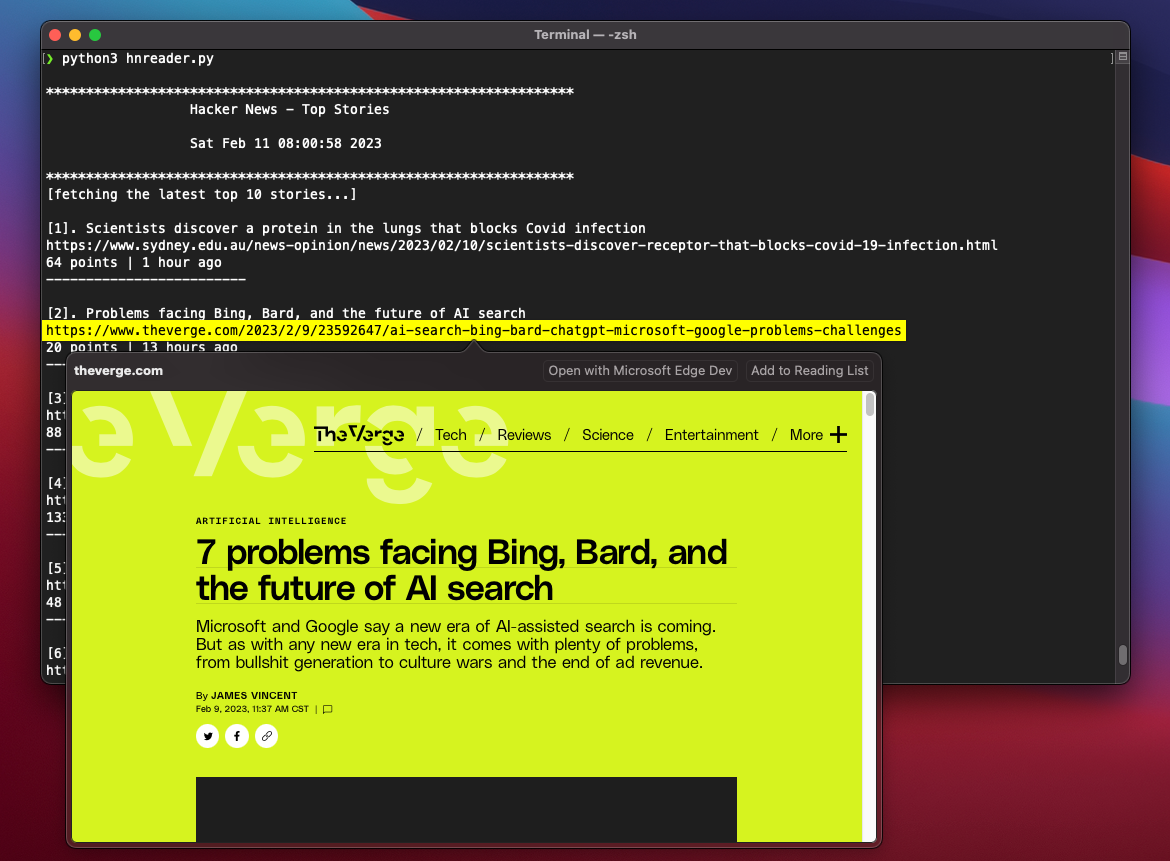 Terminal — -zsh
[❯ python3 hnreader.py ]
******************************************************************
Hacker News - Top Stories
Sat Feb 11 08:00:58 2023
******************************************************************
[fetching the latest top 10 stories...]
[1]. Scientists discover a protein in the lungs that blocks Covid infection
https://www.sydney.edu.au/news-opinion/news/2023/02/10/scientists-discover-receptor-that-blocks-covid-19-infection.html
64 points | 1 hour ago
-------------------------
[2]. Problems facing Bing, Bard, and the future of AI search
https://www.theverge.com/2023/2/9/23592647/ai-search-bing-bard-chatgpt-microsoft-google-problems-challenges
20 points | 13 hours ago
theverge.com Open with Microsoft Edge Dev Add to Reading List
[3]
htt
88
[4]
htt
133
[5]
htt
48
[6]
htt
eVerge
TheVerge / Tech / Reviews / Science / Entertainment / More +
ARTIFICIAL INTELLIGENCE
7 problems facing Bing, Bard, and
the future of AI search
Microsoft and Google say a new era of AI-assisted search is coming.
But as with any new era in tech, it comes with plenty of problems,
from bullshit generation to culture wars and the end of ad revenue.
By JAMES VINCENT
Feb 9, 2023, 11:37 AM CST |